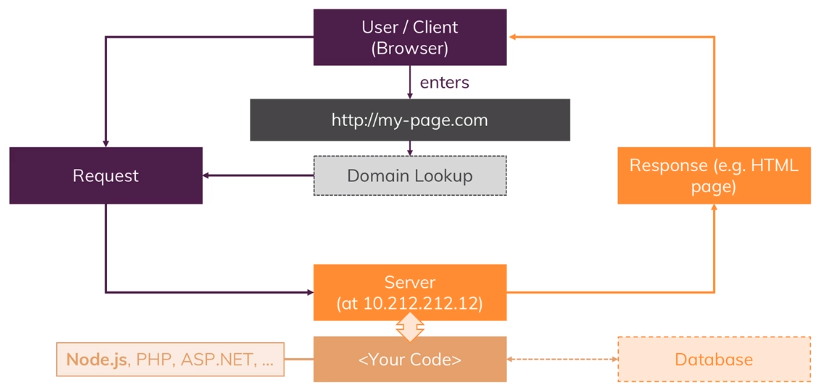 User / Client
(Browser)
enters
http://my-page.com
Request
Domain Lookup
Response (e.g. HTML
page)
Server
(at 10.212.212.12)
Node.js, PHP, ASP.NET, ...
<Your Code>
Database